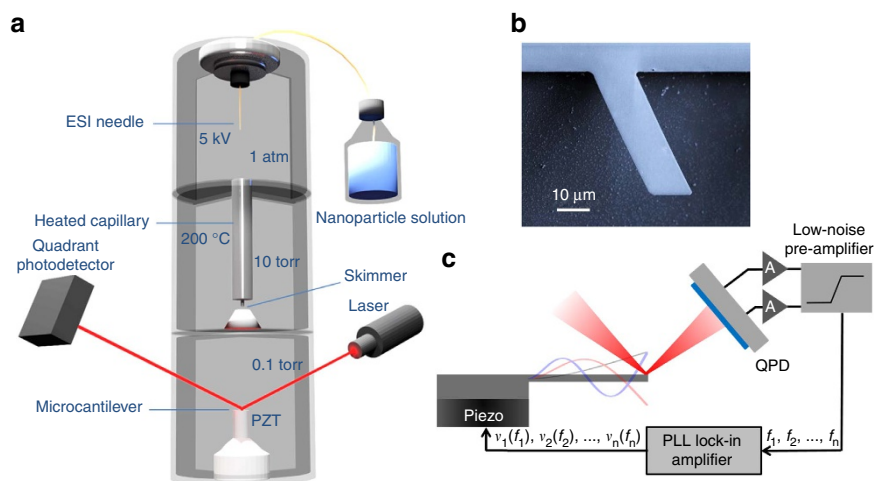 a
ESI needle
5 kV
1 atm
Nanoparticle solution
Heated capillary
200 °C
Quadrant
photodetector
10 torr
Skimmer
Laser
0.1 torr
Microcantilever
PZT
b
10 μm
c
Low-noise
pre-amplifier
A
A
QPD
Piezo
v1(f1), v2(f2), ..., vn(fn)
PLL lock-in
amplifier
f1, f2, ..., fn